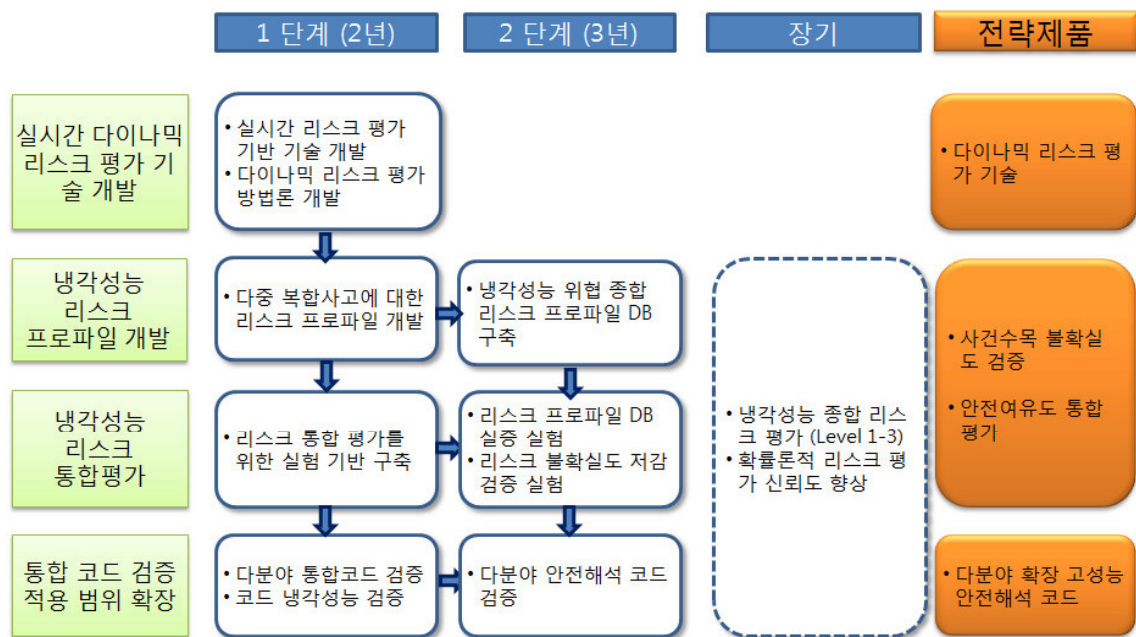 1 단계 (2년)
2 단계 (3년)
장기
전략제품
실시간 다이나믹
리스크 평가 기
술 개발
• 실시간 리스크 평가
기반 기술 개발
• 다이나믹 리스크 평가
방법론 개발
• 다이나믹 리스크 평
가 기술
냉각성능
리스크
프로파일 개발
• 다중 복합사고에 대한
리스크 프로파일 개발
• 냉각성능 위협 종합
리스크 프로파일 DB
구축
냉각성능
리스크
통합평가
• 리스크 통합 평가를
위한 실험 기반 구축
• 리스크 프로파일 DB
실증 실험
• 리스크 불확실도 저감
검증 실험
• 냉각성능 종합 리스
크 평가 (Level 1-3)
• 확률론적 리스크 평
가 신뢰도 향상
• 사건수목 불확실
도 검증
• 안전여유도 통합
평가
통합 코드 검증
적용 범위 확장
• 다분야 통합코드 검증
• 코드 냉각성능 검증
• 다분야 안전해석 코드
검증
• 다분야 확장 고성능
안전해석 코드